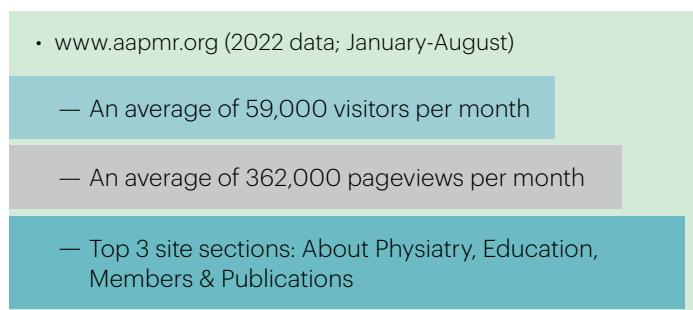 • www.aapmr.org (2022 data; January-August)
— An average of 59,000 visitors per month
— An average of 362,000 pageviews per month
— Top 3 site sections: About Physiatry, Education,
Members & Publications